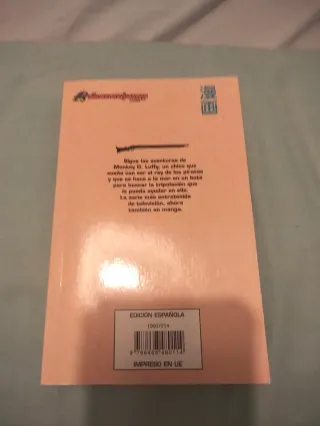 Sigue las aventuras de
Monkey D. Luffy, un chico que
sueña con ser el rey de los piratas
y que se hace a la mar en un bote
para buscar la tripulación que
le pueda ayudar en ello.
La serie más entretenida
de televisión, ahora
también en manga.
EDICIÓN ESPAÑOLA
IMPRESO EN UE